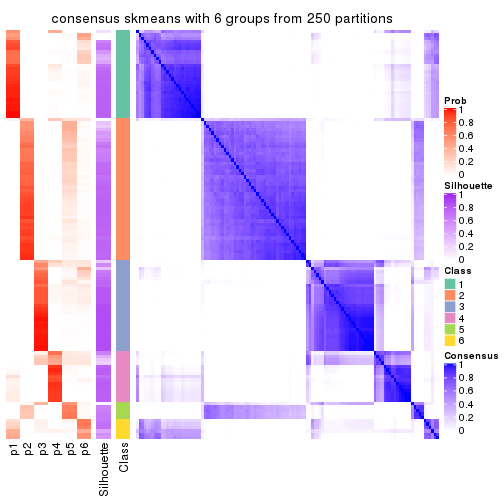 consensus skmeans with 6 groups from 250 partitions
Prob
1
0.8
0.6
0.4
0.2
0
Silhouette
1
0.8
0.6
0.4
0.2
0
Class
1
2
3
4
5
6
Consensus
1
0.8
0.6
0.4
0.2
0
p1
p2
p3
p4
p5
p6
Silhouette
Class